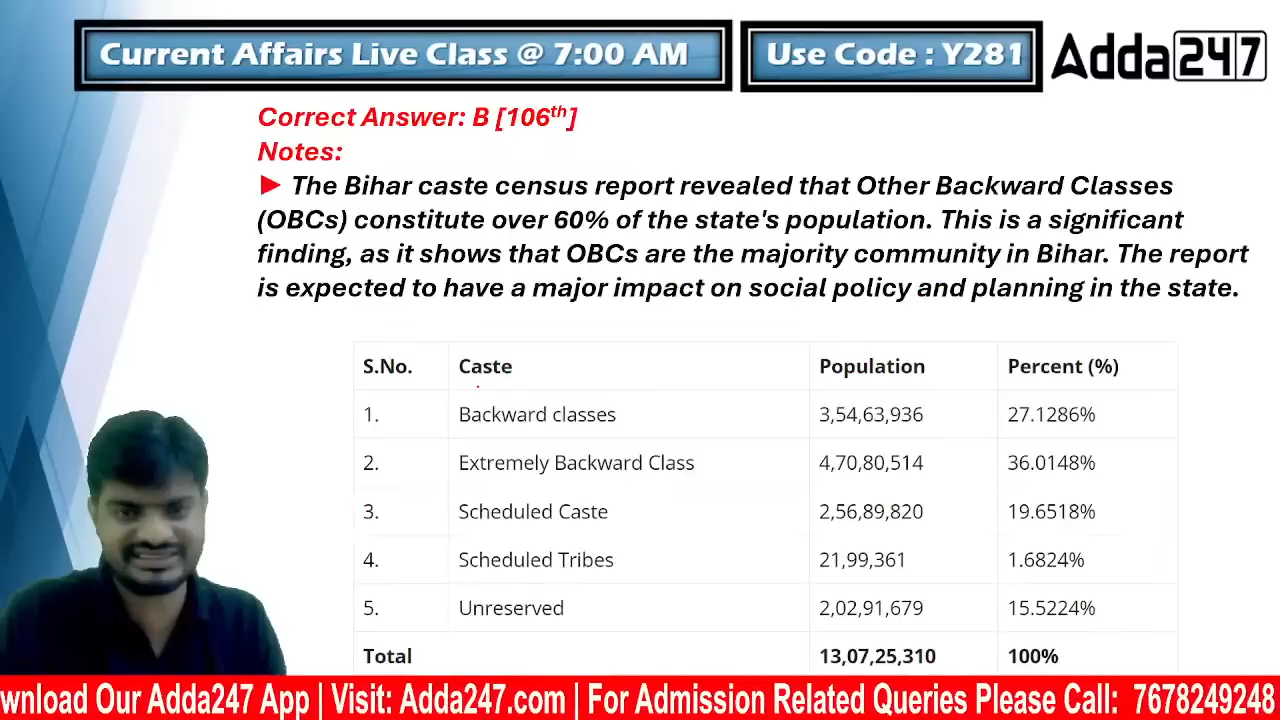 Current Affairs Live Class @ 7:00 AM
Use Code : Y281
Adda247
Correct Answer: B [106th]
Notes:
► The Bihar caste census report revealed that Other Backward Classes
(OBCs) constitute over 60% of the state's population. This is a significant
finding, as it shows that OBCs are the majority community in Bihar. The report
is expected to have a major impact on social policy and planning in the state.
S.No. Caste Population Percent (%)
1. Backward classes 3,54,63,936 27.1286%
2. Extremely Backward Class 4,70,80,514 36.0148%
3. Scheduled Caste 2,56,89,820 19.6518%
4. Scheduled Tribes 21,99,361 1.6824%
5. Unreserved 2,02,91,679 15.5224%
Total 13,07,25,310 100%
wnload Our Adda247 App | Visit: Adda247.com | For Admission Related Queries Please Call: 7678249248